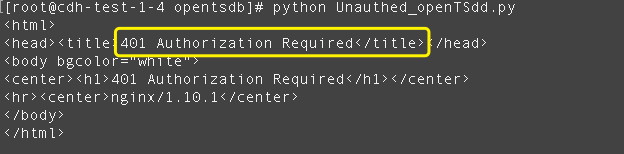 [[root@cdh-test-1-4 opentsdb]# python Unauthed_openTSdd.py
<html>
<head><title>401 Authorization Required</title></head>
<body bgcolor="white">
<center><h1>401 Authorization Required</h1></center>
<hr><center>nginx/1.10.1</center>
</body>
</html>